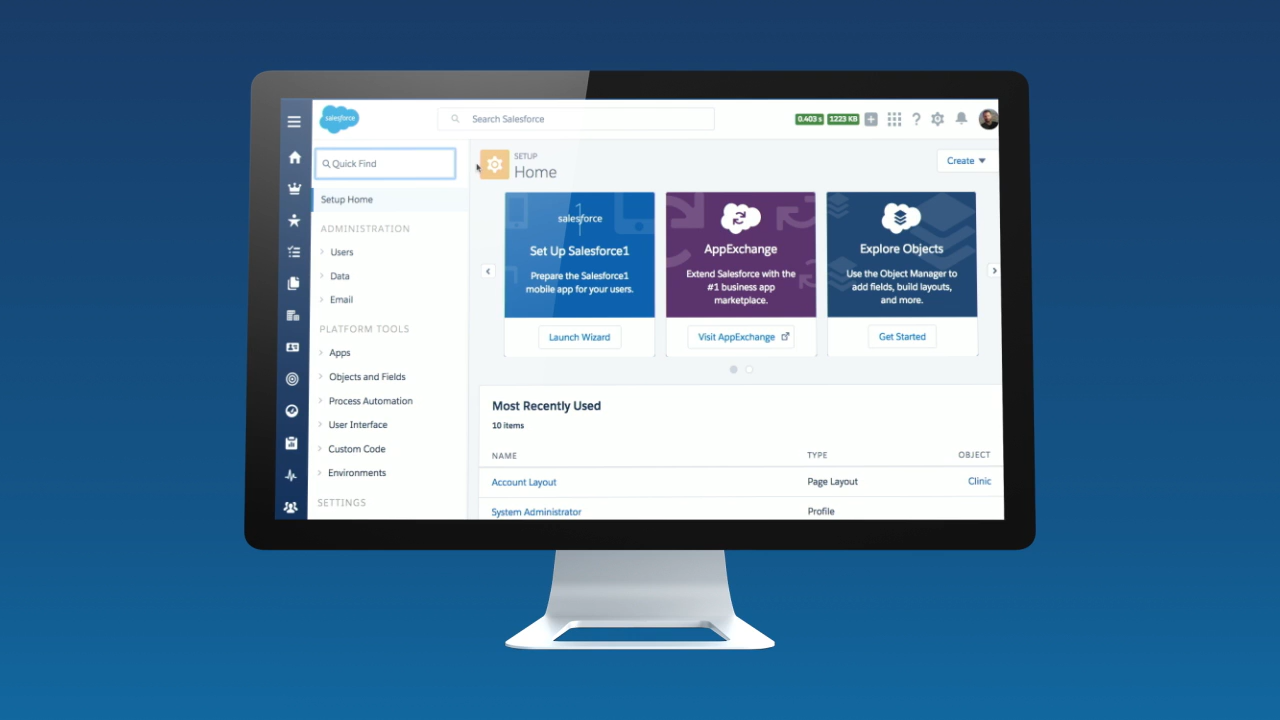 salesforce
Search Salesforce
0.403 s
1223 KB
Quick Find
SETUP
Home
Create
Setup Home
ADMINISTRATION
Users
Data
Email
PLATFORM TOOLS
Apps
Objects and Fields
Process Automation
User Interface
Custom Code
Environments
SETTINGS
salesforce
1
Set Up Salesforce1
Prepare the Salesforce1
mobile app for your users.
Launch Wizard
AppExchange
Extend Salesforce with the
#1 business app
marketplace.
Visit AppExchange
Explore Objects
Use the Object Manager to
add fields, build layouts,
and more.
Get Started
Most Recently Used
10 items
NAME TYPE OBJECT
Account Layout Page Layout Clinic
System Administrator Profile